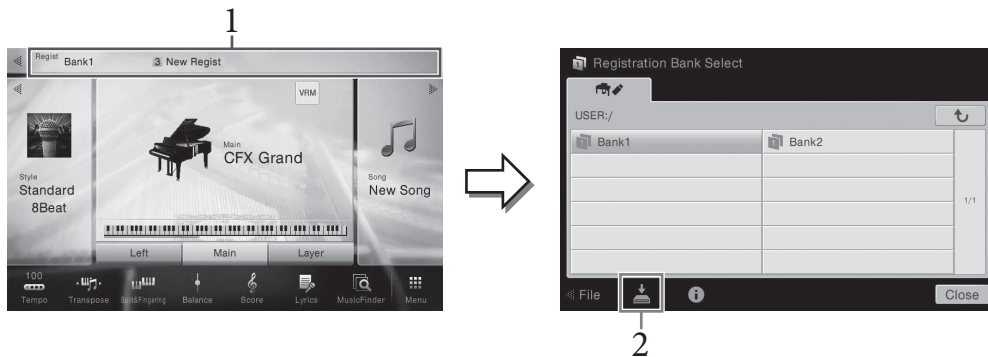 1
Regist Bank1 3 New Regist
VRM
Main
CFX Grand
Style
Standard
8Beat
Song
New Song
Left Main Layer
100
Tempo Transpose Split&Fingering Balance Score Lyrics MusicFinder Menu
Registration Bank Select
USER:/
Bank1 Bank2
1/1
File Close
2